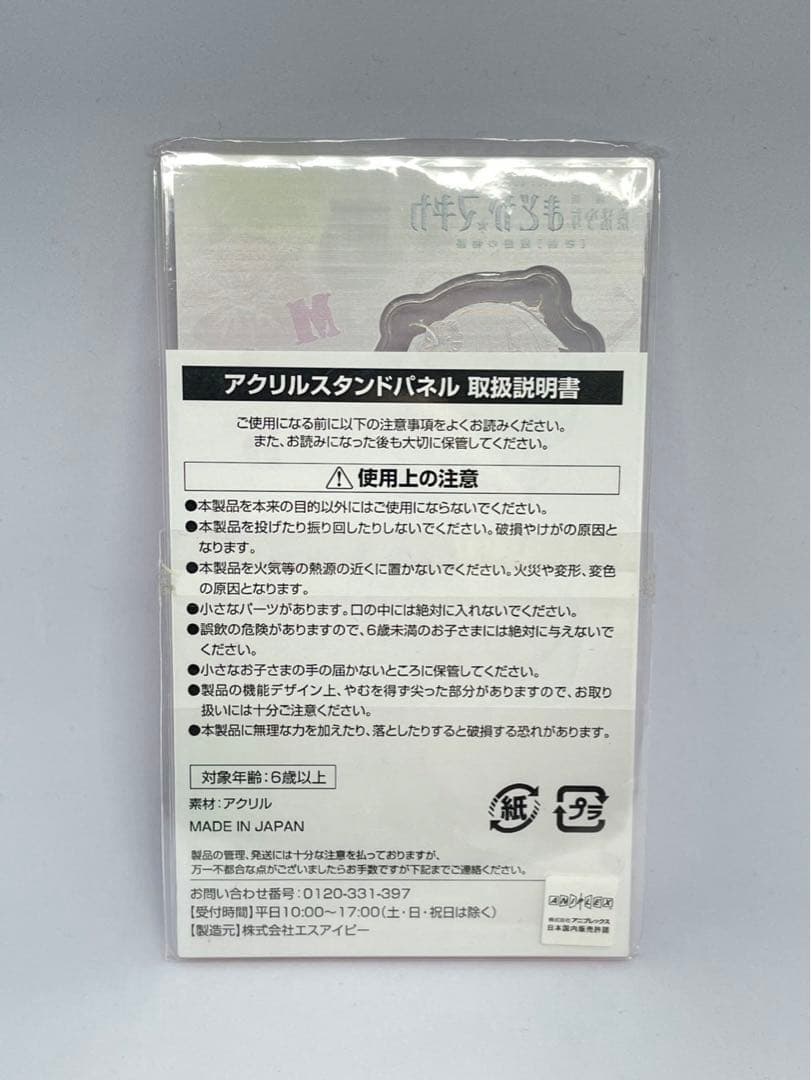 まどか☆マギカ
M
アクリルスタンドパネル 取扱説明書
ご使用になる前に以下の注意事項をよくお読みください。
また、お読みになった後も大切に保管してください。
使用上の注意
●本製品を本来の目的以外にはご使用にならないでください。
●本製品を投げたり振り回したりしないでください。破損やけがの原因と
なります。
●本製品を火気等の熱源の近くに置かないでください。火災や変形、変色
の原因となります。
●小さなパーツがあります。口の中には絶対に入れないでください。
●誤飲の危険がありますので、6歳未満のお子さまには絶対に与えないで
ください。
●小さなお子さまの手の届かないところに保管してください。
●製品の機能デザイン上、やむを得ず尖った部分がありますので、お取り
扱いには十分ご注意ください。
●本製品に無理な力を加えたり、落としたりすると破損する恐れがあります。
対象年齢:6歳以上
素材:アクリル
MADE IN JAPAN
紙
プラ
製品の管理、発送には十分な注意を払っておりますが、
万一不都合な点がございましたらお手数ですが下記までご連絡ください。
お問い合わせ番号:0120-331-397
【受付時間】平日10:00〜17:00(土・日・祝日は除く)
【製造元】株式会社エスアイピー
ANIPLEX
株式会社アニプレックス
日本国内販売許諾